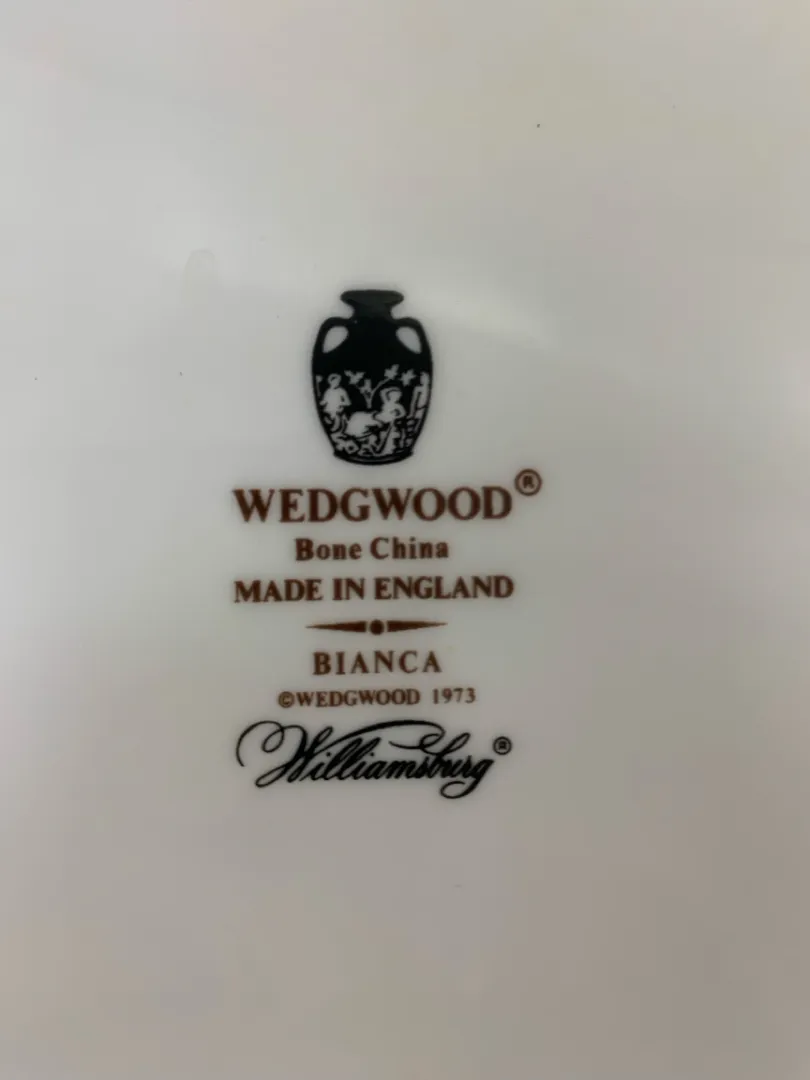 WEDGWOOD®
Bone China
MADE IN ENGLAND
BIANCA
©WEDGWOOD 1973
Williamsburg®